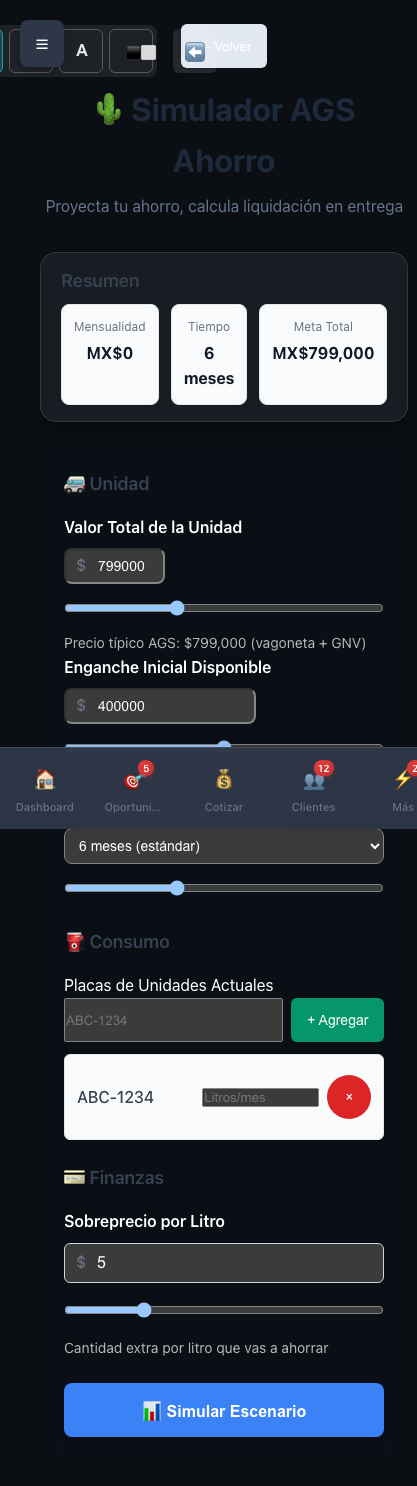 ☰
A
← Volver
🌵 Simulador AGS
Ahorro
Proyecta tu ahorro, calcula liquidación en entrega
Resumen
Mensualidad
MX$0
Tiempo
6
meses
Meta Total
MX$799,000
🚐 Unidad
Valor Total de la Unidad
$ 799000
Precio típico AGS: $799,000 (vagoneta + GNV)
Enganche Inicial Disponible
$ 400000
Dashboard
5
Oportuni...
Cotizar
12
Clientes
2
Más
6 meses (estándar)
⛽ Consumo
Placas de Unidades Actuales
ABC-1234
+ Agregar
ABC-1234
Litros/mes
×
💳 Finanzas
Sobreprecio por Litro
$ 5
Cantidad extra por litro que vas a ahorrar
📊 Simular Escenario